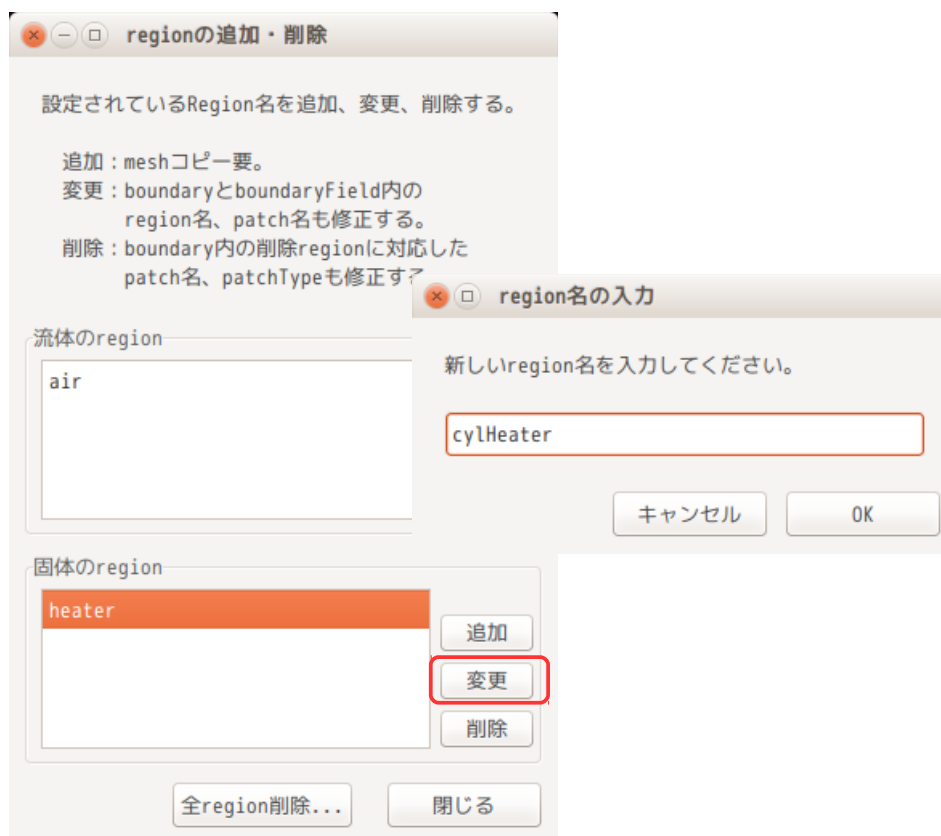 regionの追加・削除
設定されているRegion名を追加、変更、削除する。
追加：meshコピー要。
変更：boundaryとboundaryField内の
region名、patch名も修正する。
削除：boundary内の削除regionに対応した
patch名、patchTypeも修正す
流体のregion
air
固体のregion
heater
追加
変更
削除
全region削除...
閉じる
region名の入力
新しいregion名を入力してください。
cylHeater
キャンセル
OK